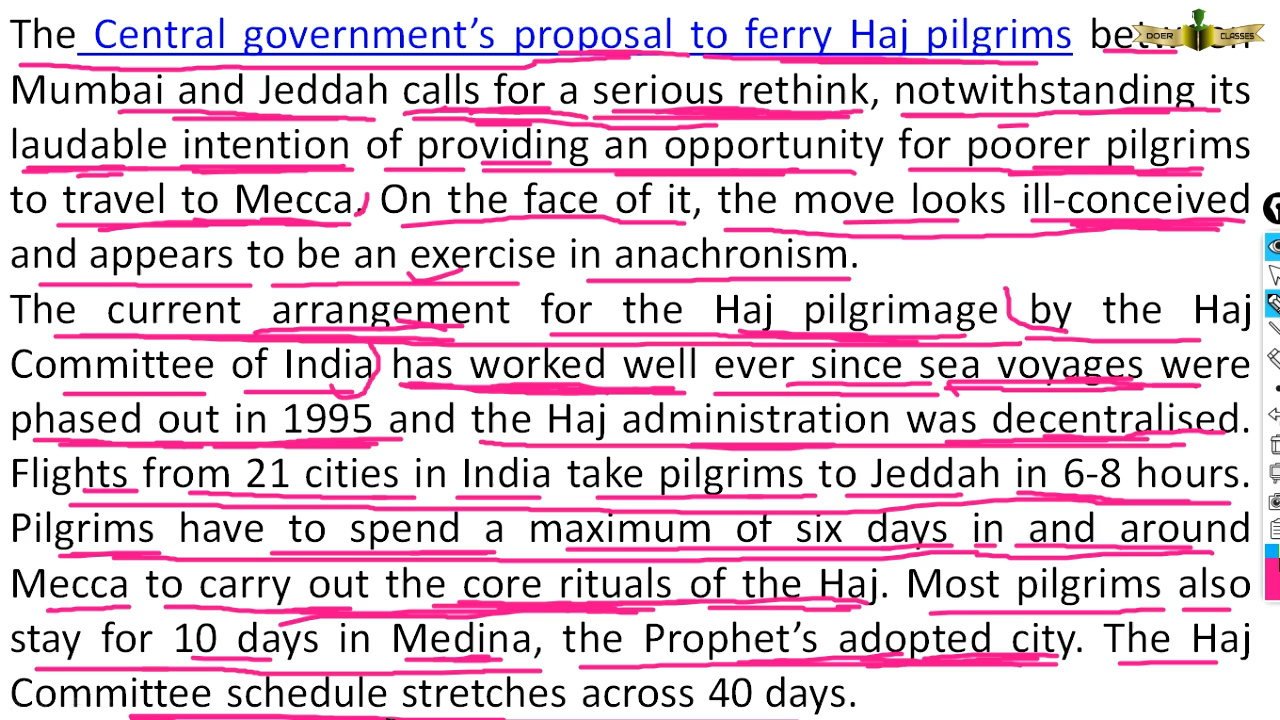 The Central government's proposal to ferry Haj pilgrims between
DOER CLASSES
Mumbai and Jeddah calls for a serious rethink, notwithstanding its
laudable intention of providing an opportunity for poorer pilgrims
to travel to Mecca. On the face of it, the move looks ill-conceived
and appears to be an exercise in anachronism.
The current arrangement for the Haj pilgrimage by the Haj
Committee of India has worked well ever since sea voyages were
phased out in 1995 and the Haj administration was decentralised.
Flights from 21 cities in India take pilgrims to Jeddah in 6-8 hours.
Pilgrims have to spend a maximum of six days in and around
Mecca to carry out the core rituals of the Haj. Most pilgrims also
stay for 10 days in Medina, the Prophet's adopted city. The Haj
Committee schedule stretches across 40 days.